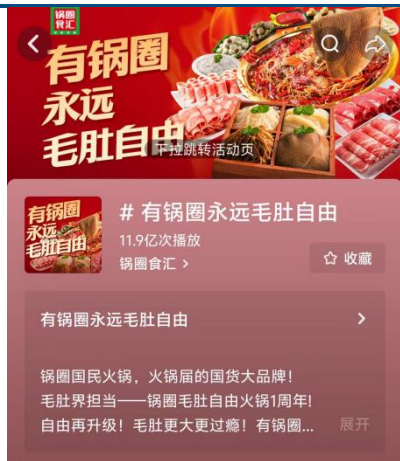 锅圈
食汇
有锅圈
永远
毛肚自由
下拉跳转活动页
有锅圈
永远
毛肚自由
# 有锅圈永远毛肚自由
11.9亿次播放
锅圈食汇 >
收藏
有锅圈永远毛肚自由 >
锅圈国民火锅，火锅届的国货大品牌！
毛肚界担当——锅圈毛肚自由火锅1周年！
自由再升级！毛肚更大更过瘾！有锅圈... 展开